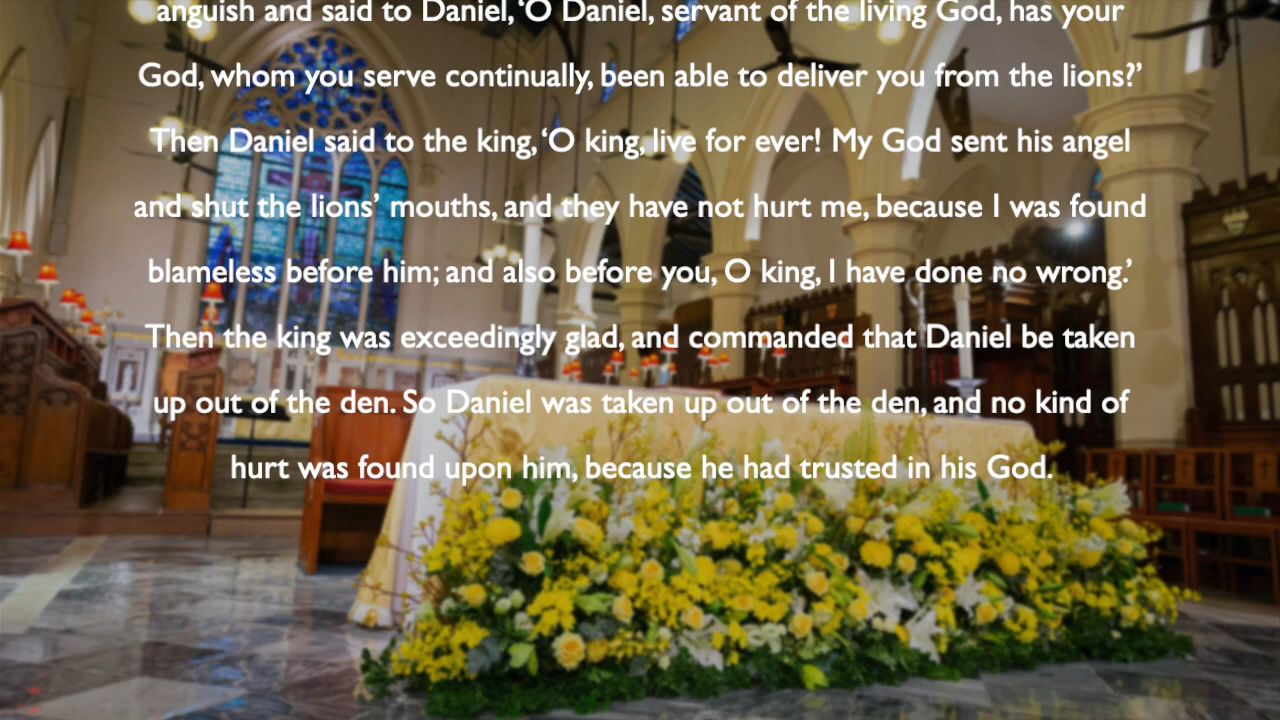 anguish and said to Daniel, ‘O Daniel, servant of the living God, has your
God, whom you serve continually, been able to deliver you from the lions?’
Then Daniel said to the king, ‘O king, live for ever! My God sent his angel
and shut the lions’ mouths, and they have not hurt me, because I was found
blameless before him; and also before you, O king, I have done no wrong.’
Then the king was exceedingly glad, and commanded that Daniel be taken
up out of the den. So Daniel was taken up out of the den, and no kind of
hurt was found upon him, because he had trusted in his God.